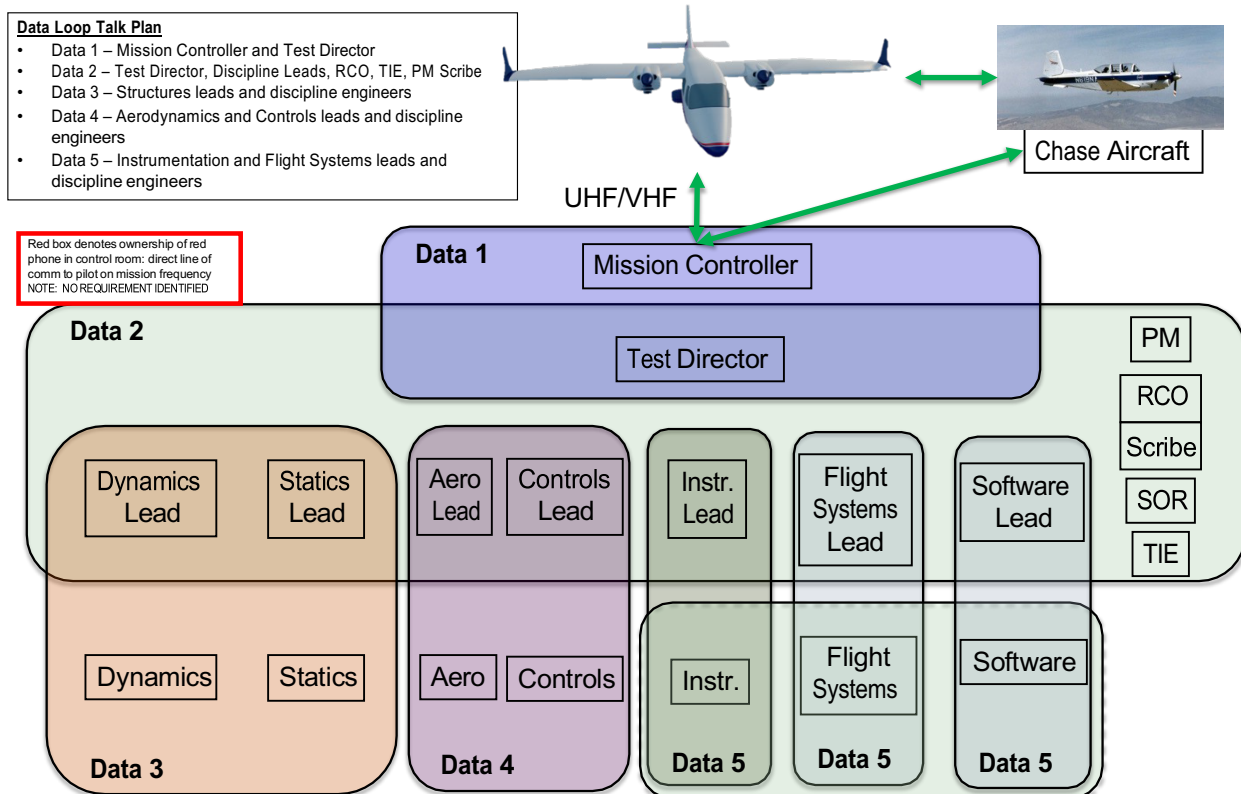 Data Loop Talk Plan
• Data 1 – Mission Controller and Test Director
• Data 2 – Test Director, Discipline Leads, RCO, TIE, PM Scribe
• Data 3 – Structures leads and discipline engineers
• Data 4 – Aerodynamics and Controls leads and discipline
engineers
• Data 5 – Instrumentation and Flight Systems leads and
discipline engineers
Chase Aircraft
UHF/VHF
Red box denotes ownership of red
phone in control room: direct line of
comm to pilot on mission frequency
NOTE: NO REQUIREMENT IDENTIFIED
Data 1
Mission Controller
Data 2
Test Director
PM
RCO
Scribe
SOR
TIE
Dynamics
Lead
Statics
Lead
Aero
Lead
Controls
Lead
Instr.
Lead
Flight
Systems
Lead
Software
Lead
Dynamics
Statics
Aero
Controls
Instr.
Flight
Systems
Software
Data 3
Data 4
Data 5
Data 5
Data 5